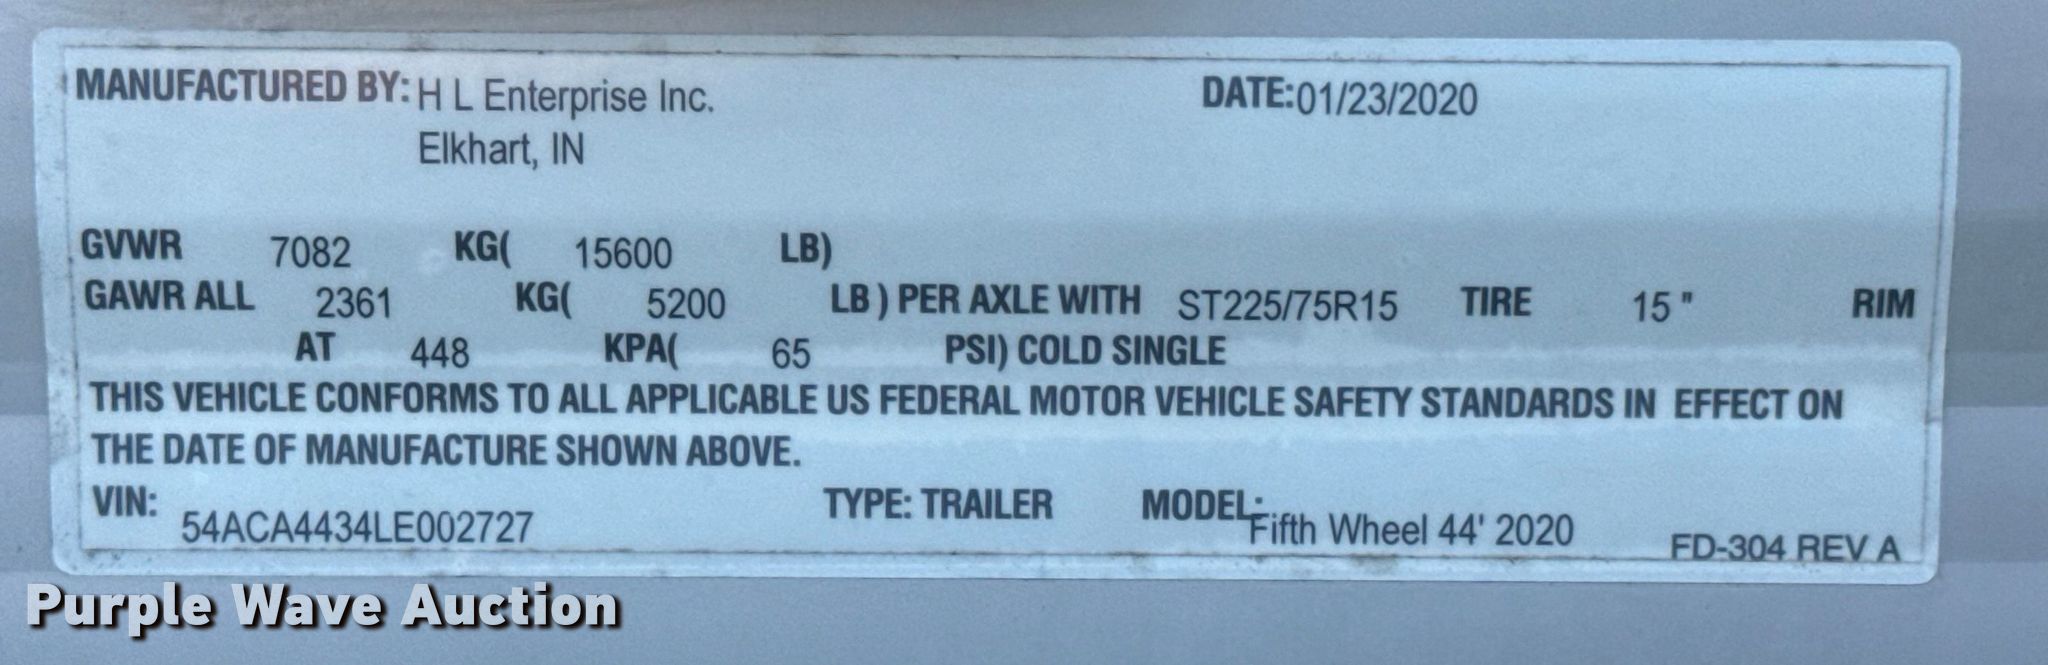 MANUFACTURED BY: H L Enterprise Inc. DATE: 01/23/2020
Elkhart, IN
GVWR 7082 KG( 15600 LB)
GAWR ALL 2361 KG( 5200 LB ) PER AXLE WITH ST225/75R15 TIRE 15 " RIM
AT 448 KPA( 65 PSI) COLD SINGLE
THIS VEHICLE CONFORMS TO ALL APPLICABLE US FEDERAL MOTOR VEHICLE SAFETY STANDARDS IN EFFECT ON
THE DATE OF MANUFACTURE SHOWN ABOVE.
VIN: 54ACA4434LE002727 TYPE: TRAILER MODEL: Fifth Wheel 44' 2020
FD-304 REV A
Purple Wave Auction